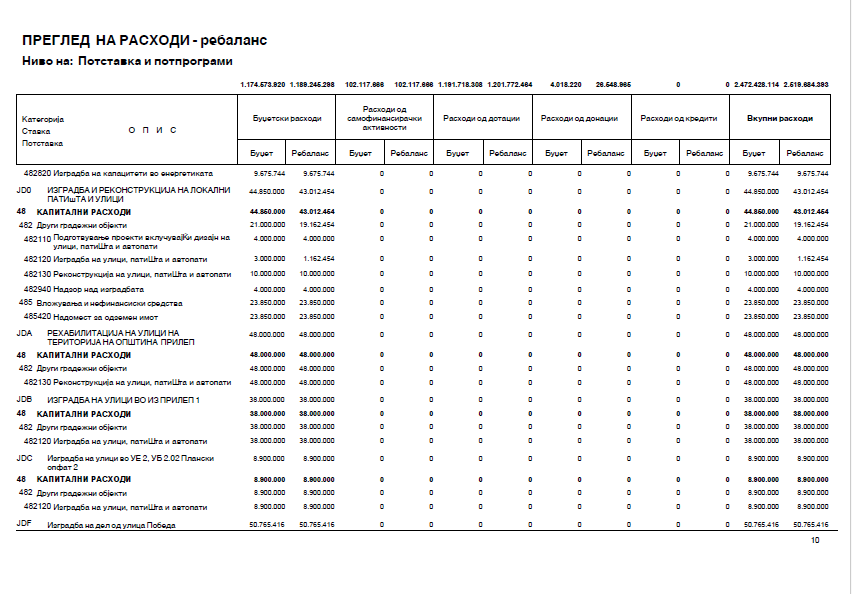 ПРЕГЛЕД НА РАСХОДИ - ребаланс
Ниво на: Потставка и потпрограми
1.174.573.920 1.189.245.298 102.117.666 102.117.666 1.191.718.308 1.201.772.464 4.018.220 26.548.965 0 0 2.472.428.114 2.519.684.393
Категорија
Ставка
Потставка
О П И С
Буџетски расходи
Расходи од
самофинансирачки
активности
Расходи од дотации
Расходи од донации
Расходи од кредити
Вкупни расходи
Буџет Ребаланс Буџет Ребаланс Буџет Ребаланс Буџет Ребаланс Буџет Ребаланс Буџет Ребаланс
482820 Изградба на капацитети во енергетиката 9.675.744 9.675.744 0 0 0 0 0 0 0 0 9.675.744 9.675.744
JD0 ИЗГРАДБА И РЕКОНСТРУКЦИЈА НА ЛОКАЛНИ
ПАТИшТА И УЛИЦИ 44.850.000 43.012.454 0 0 0 0 0 0 0 0 44.850.000 43.012.454
48 КАПИТАЛНИ РАСХОДИ 44.850.000 43.012.454 0 0 0 0 0 0 0 0 44.850.000 43.012.454
482 Други градежни објекти 21.000.000 19.162.454 0 0 0 0 0 0 0 0 21.000.000 19.162.454
482110 Подготвување проекти вклучувајЌи дизајн на
улици, патиШта и автопати 4.000.000 4.000.000 0 0 0 0 0 0 0 0 4.000.000 4.000.000
482120 Изградба на улици, патиШта и автопати 3.000.000 1.162.454 0 0 0 0 0 0 0 0 3.000.000 1.162.454
482130 Реконструкција на улици, патиШта и автопати 10.000.000 10.000.000 0 0 0 0 0 0 0 0 10.000.000 10.000.000
482940 Надзор над изградбата 4.000.000 4.000.000 0 0 0 0 0 0 0 0 4.000.000 4.000.000
485 Вложувања и нефинансиски средства 23.850.000 23.850.000 0 0 0 0 0 0 0 0 23.850.000 23.850.000
485420 Надомест за одземен имот 23.850.000 23.850.000 0 0 0 0 0 0 0 0 23.850.000 23.850.000
JDA РЕХАБИЛИТАЦИЈА НА УЛИЦИ НА
ТЕРИТОРИЈА НА ОПШТИНА ПРИЛЕП 48.000.000 48.000.000 0 0 0 0 0 0 0 0 48.000.000 48.000.000
48 КАПИТАЛНИ РАСХОДИ 48.000.000 48.000.000 0 0 0 0 0 0 0 0 48.000.000 48.000.000
482 Други градежни објекти 48.000.000 48.000.000 0 0 0 0 0 0 0 0 48.000.000 48.000.000
482130 Реконструкција на улици, патиШта и автопати 48.000.000 48.000.000 0 0 0 0 0 0 0 0 48.000.000 48.000.000
JDB ИЗГРАДБА НА УЛИЦИ ВО ИЗ ПРИЛЕП 1 38.000.000 38.000.000 0 0 0 0 0 0 0 0 38.000.000 38.000.000
48 КАПИТАЛНИ РАСХОДИ 38.000.000 38.000.000 0 0 0 0 0 0 0 0 38.000.000 38.000.000
482 Други градежни објекти 38.000.000 38.000.000 0 0 0 0 0 0 0 0 38.000.000 38.000.000
482120 Изградба на улици, патиШта и автопати 38.000.000 38.000.000 0 0 0 0 0 0 0 0 38.000.000 38.000.000
JDC Изградба на улици во УЕ 2, УБ 2.02 Плански
опфат 2 8.900.000 8.900.000 0 0 0 0 0 0 0 0 8.900.000 8.900.000
48 КАПИТАЛНИ РАСХОДИ 8.900.000 8.900.000 0 0 0 0 0 0 0 0 8.900.000 8.900.000
482 Други градежни објекти 8.900.000 8.900.000 0 0 0 0 0 0 0 0 8.900.000 8.900.000
482120 Изградба на улици, патиШта и автопати 8.900.000 8.900.000 0 0 0 0 0 0 0 0 8.900.000 8.900.000
JDF Изградба на дел од улица Победа 50.765.416 50.765.416 0 0 0 0 0 0 0 0 50.765.416 50.765.416
10